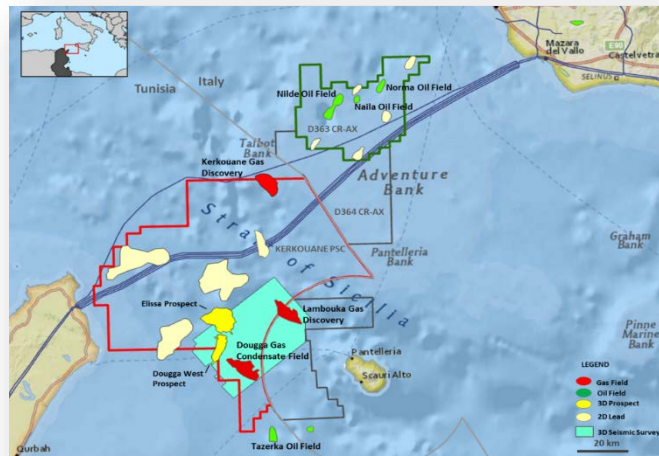 Mazara
del Vallo
E90
Castelvetra
SELINUS
Tunisia
Italy
Nilde Oil Field
Norma Oil Field
Naila Oil Field
D363 CR-AX
Talbot
Bank
Kerkouane Gas
Discovery
Adventure
Bank
D364 CR-AX
Strait of Sicilia
KERKOUANE PSC
Pantelleria
Bank
Graham
Bank
Elissa Prospect
Lambouka Gas
Discovery
Pinne
Marine
Bank
Dougga Gas
Condensate Field
Pantelleria
Scauri Alto
Dougga West
Prospect
Tazerka Oil Field
Qurbah
LEGEND
Gas Field
Oil Field
3D Prospect
2D Lead
3D Seismic Survey
20 km